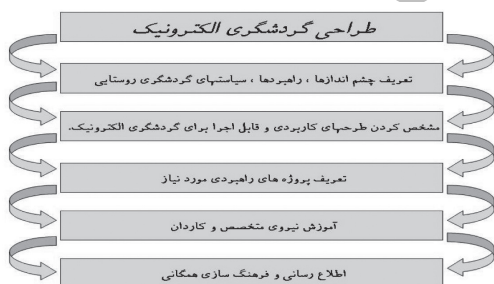 طراحی گردشگری الکترونیک
تعریف چشم اندازها ، راهبردها ، سیاستهای گردشگری روستایی
مشخص کردن طرحهای کاربردی و قابل اجرا برای گردشگری الکترونیک.
تعریف پروژه های راهبردی مورد نیاز
آموزش نیروی متخصص و کاردان
اطلاع رسانی و فرهنگ سازی همگانی